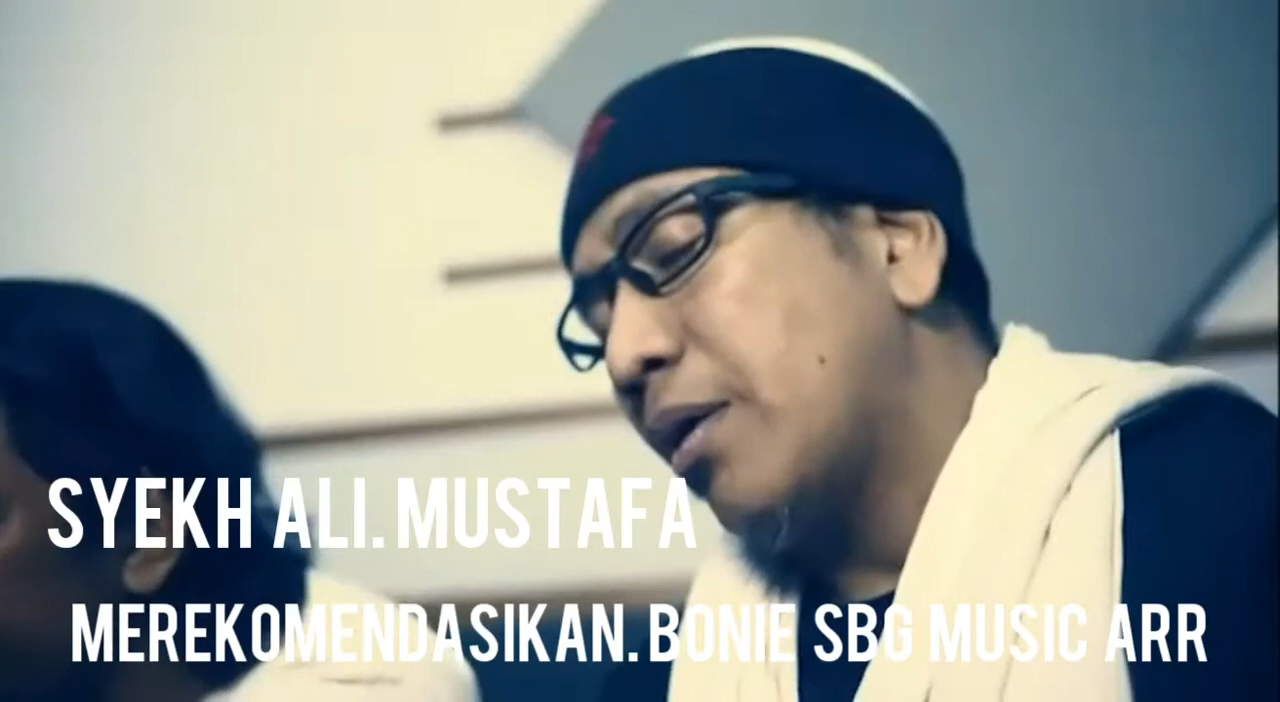 SYEKH ALI. MUSTAFA
MEREKOMENDASIKAN. BONIE SBG MUSIC ARR